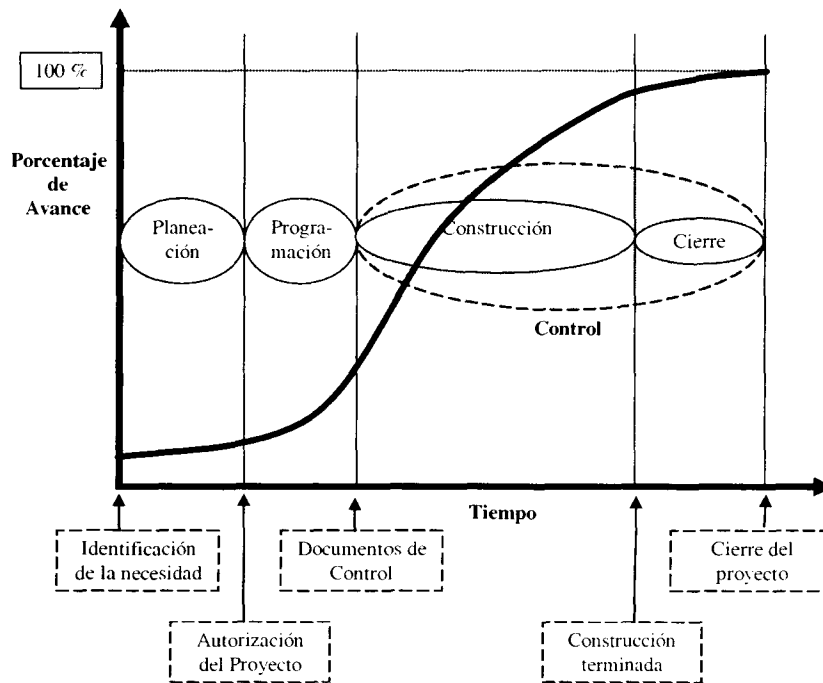 100 %
Porcentaje
de
Avance
Planea-
ción
Progra-
mación
Construcción
Cierre
Control
Tiempo
Identificación
de la necesidad
Documentos de
Control
Cierre del
proyecto
Autorización
del Proyecto
Construcción
terminada